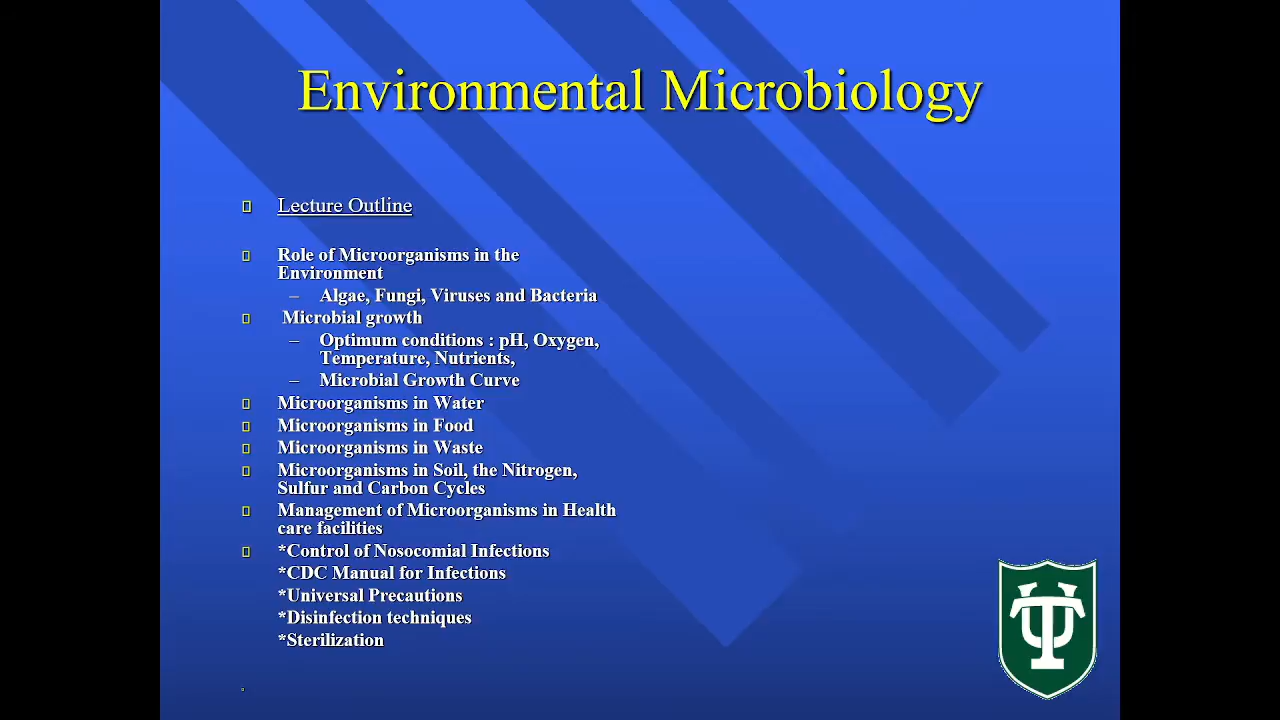 Environmental Microbiology
Lecture Outline
Role of Microorganisms in the
Environment
– Algae, Fungi, Viruses and Bacteria
Microbial growth
– Optimum conditions : pH, Oxygen,
Temperature, Nutrients,
– Microbial Growth Curve
Microorganisms in Water
Microorganisms in Food
Microorganisms in Waste
Microorganisms in Soil, the Nitrogen,
Sulfur and Carbon Cycles
Management of Microorganisms in Health
care facilities
*Control of Nosocomial Infections
*CDC Manual for Infections
*Universal Precautions
*Disinfection techniques
*Sterilization
TU